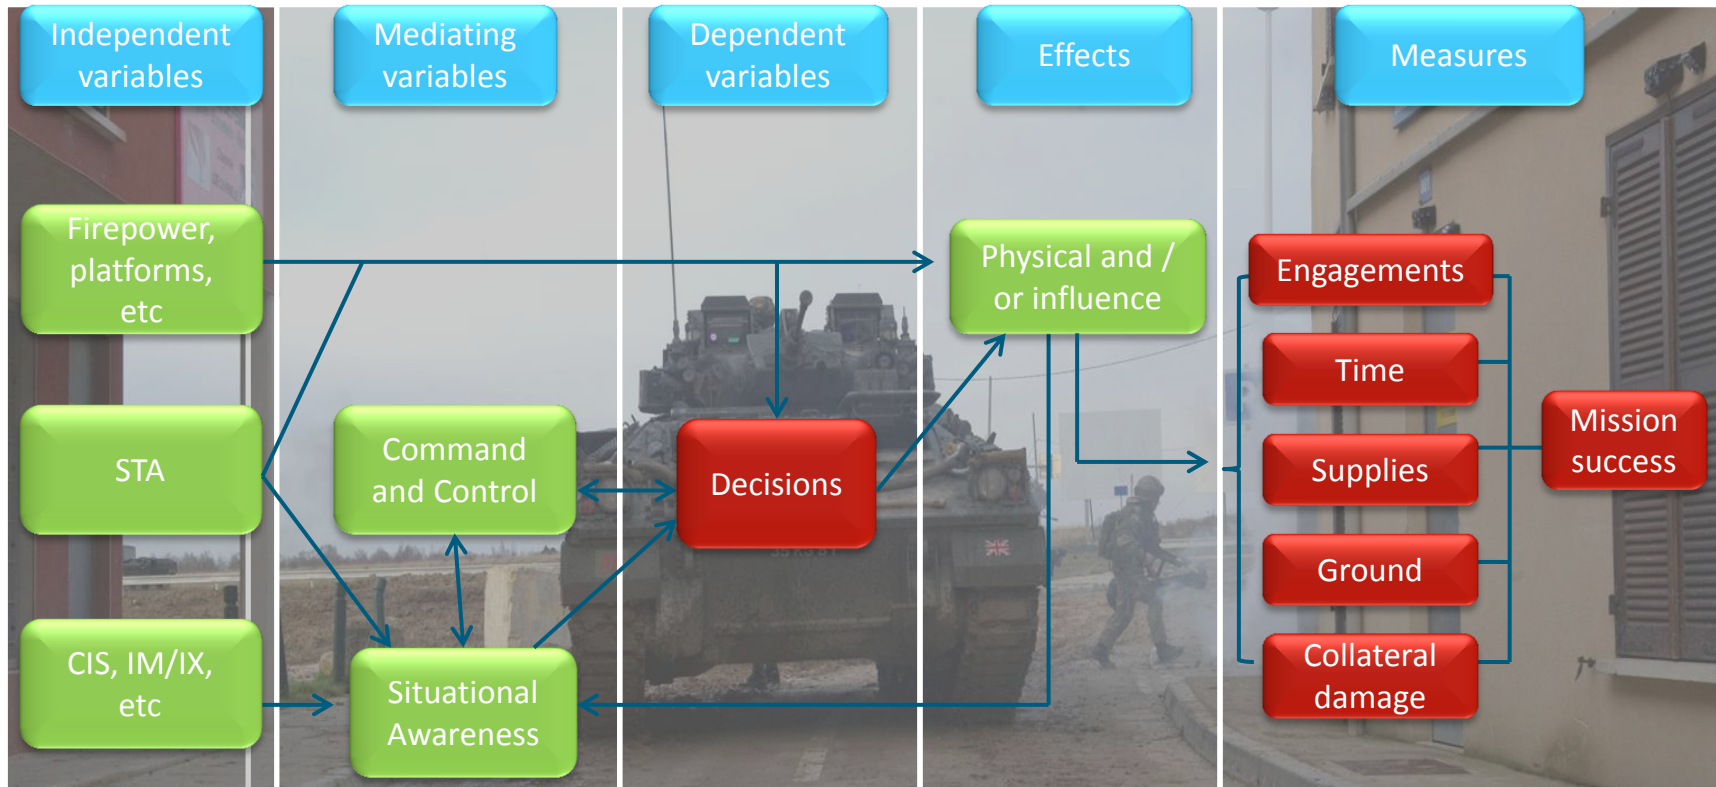 Independent
variables
Mediating
variables
Dependent
variables
Effects
Measures
Firepower,
platforms,
etc
Physical and /
or influence
Engagements
Time
STA
Command
and Control
Decisions
Supplies
Mission
success
Ground
CIS, IM/IX,
etc
Situational
Awareness
Collateral
damage